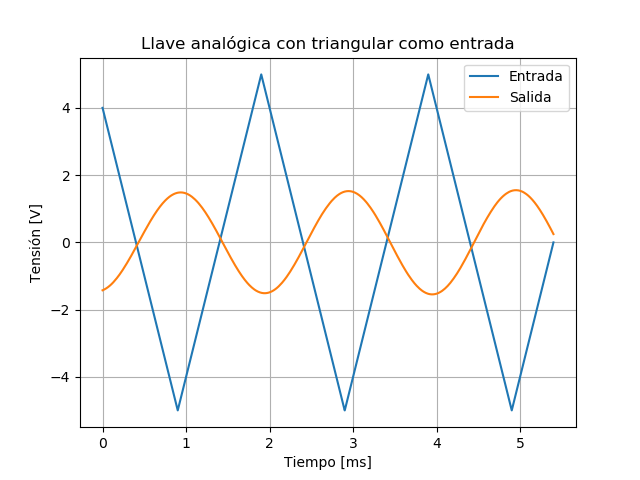 Llave analógica con triangular como entrada
Entrada
Salida
Tensión [V]
4
2
0
−2
−4
0
1
2
3
4
5
Tiempo [ms]